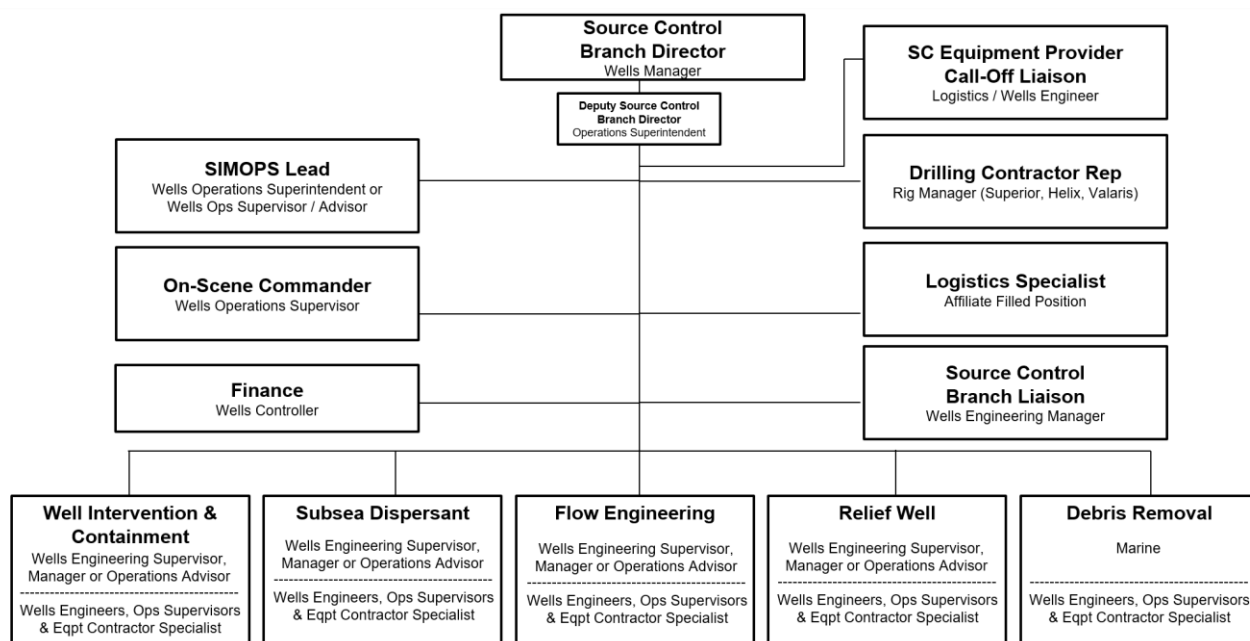 Source Control
Branch Director
Wells Manager
Deputy Source Control
Branch Director
Operations Superintendent
SC Equipment Provider
Call-Off Liaison
Logistics / Wells Engineer
SIMOPS Lead
Wells Operations Superintendent or
Wells Ops Supervisor / Advisor
Drilling Contractor Rep
Rig Manager (Superior, Helix, Valaris)
On-Scene Commander
Wells Operations Supervisor
Logistics Specialist
Affiliate Filled Position
Finance
Wells Controller
Source Control
Branch Liaison
Wells Engineering Manager
Well Intervention &
Containment
Wells Engineering Supervisor,
Manager or Operations Advisor
Wells Engineers, Ops Supervisors
& Eqpt Contractor Specialist
Subsea Dispersant
Wells Engineering Supervisor,
Manager or Operations Advisor
Wells Engineers, Ops Supervisors
& Eqpt Contractor Specialist
Flow Engineering
Wells Engineering Supervisor,
Manager or Operations Advisor
Wells Engineers, Ops Supervisors
& Eqpt Contractor Specialist
Relief Well
Wells Engineering Supervisor,
Manager or Operations Advisor
Wells Engineers, Ops Supervisors
& Eqpt Contractor Specialist
Debris Removal
Marine
Wells Engineers, Ops Supervisors
& Eqpt Contractor Specialist